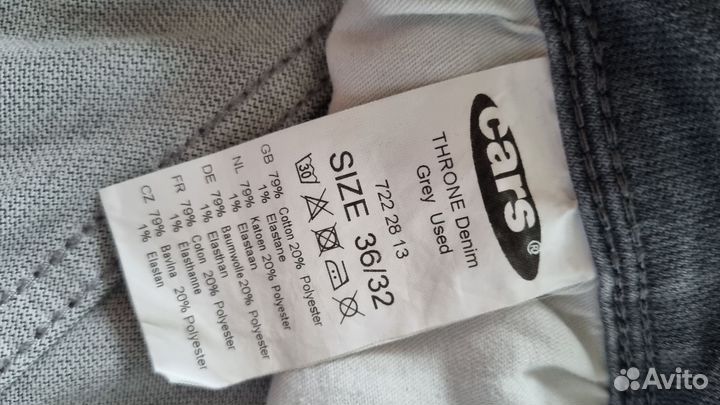 cars®
THRONE Denim
Grey Used
722 28 13
SIZE 36/32
30
GB 79% Cotton 20% Polyester
1% Elastane
NL 79% Katoen 20% Polyester
1% Elastaan
DE 79% Baumwolle 20% Polyester
1% Elasthan
FR 79% Coton 20% Polyester
1% Elasthanne
CZ 79% Bavlna 20% Polyester
1% Elastan
Avito